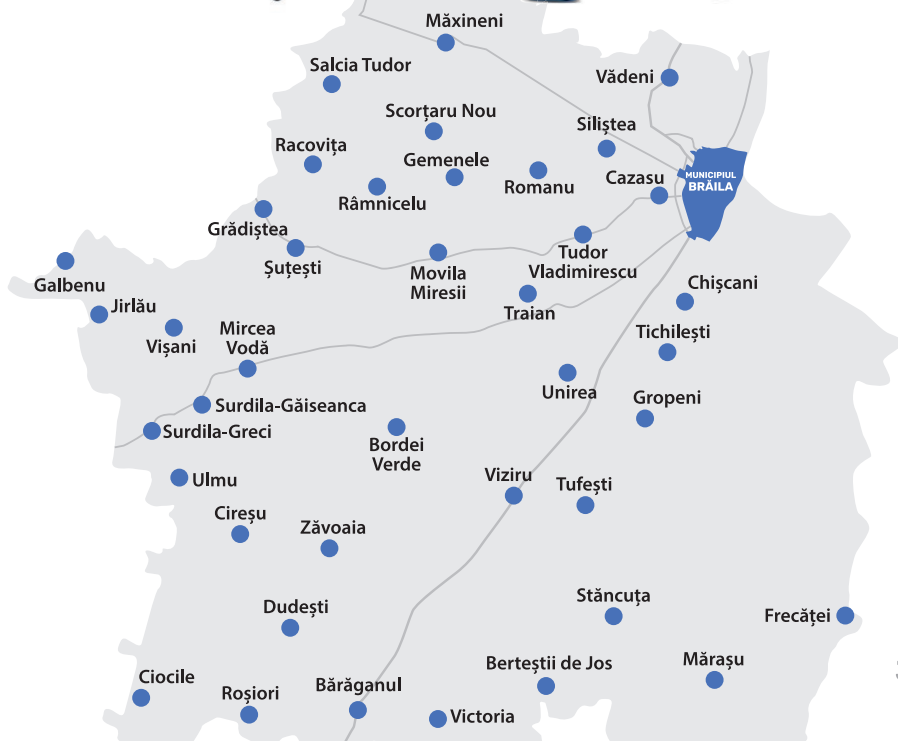 Măxineni
Salcia Tudor
Vădeni
Scorțaru Nou
Siliștea
Racovița
Gemenele
Romanu
Cazasu
MUNICIPIUL
BRĂILA
Râmnicelu
Grădiștea
Șutești
Movila
Miresii
Tudor
Vladimirescu
Galbenu
Jirlău
Vișani
Mircea
Vodă
Traian
Chișcani
Tichilești
Unirea
Gropeni
Surdila-Găiseanca
Surdila-Greci
Bordei
Verde
Ulmu
Viziru
Tufești
Cireșu
Zăvoaia
Dudești
Stăncuța
Frecăței
Ciocile
Roșiori
Bărăganul
Victoria
Berteștii de Jos
Mărașu